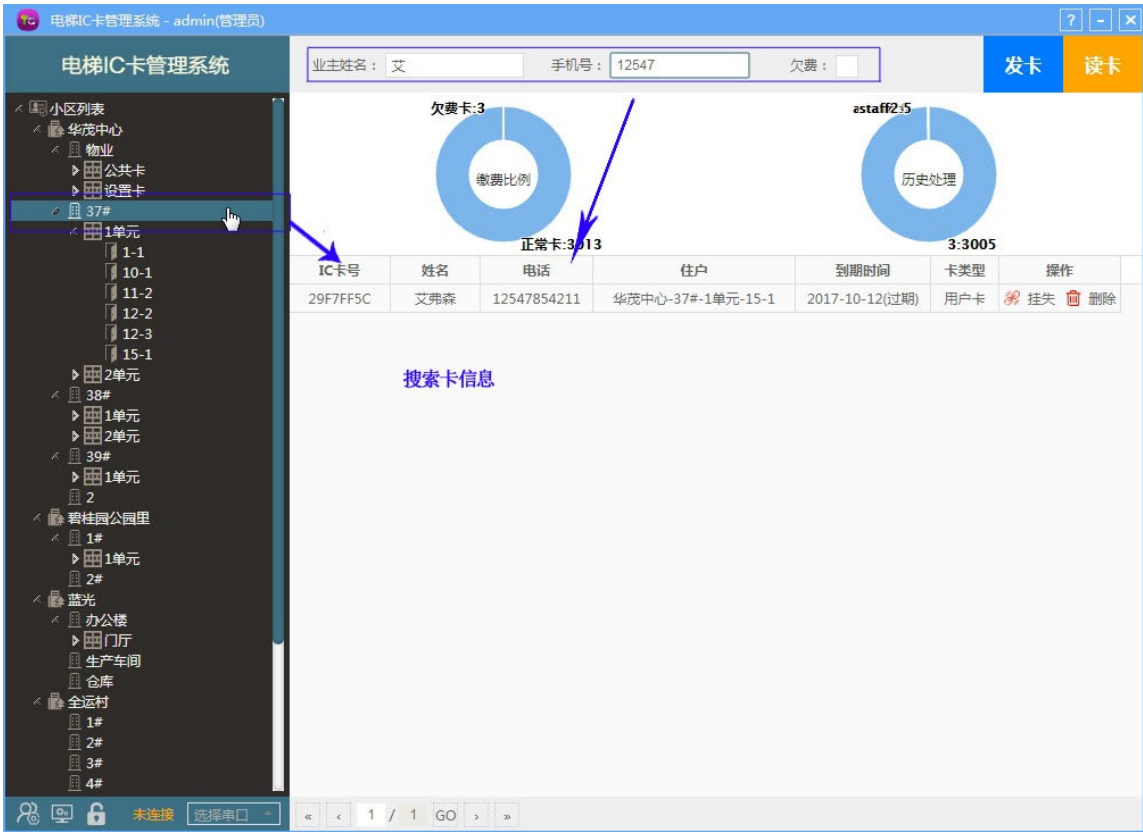 电梯IC卡管理系统 - admin(管理员)
电梯IC卡管理系统
业主姓名： 艾 手机号： 12547 欠费： 发卡 读卡
小区列表
华茂中心
物业
公共卡
设置卡
37#
1单元
1-1
10-1
11-2
12-2
12-3
15-1
2单元
38#
1单元
2单元
39#
1单元
2
碧桂园公园里
1#
1单元
2#
蓝光
办公楼
门厅
生产车间
仓库
全运村
1#
2#
3#
4#
未连接 选择串口
欠费卡:3
缴费比例
正常卡:3013
astaff2:5
历史处理
3:3005
IC卡号 姓名 电话 住户 到期时间 卡类型 操作
29F7FF5C 艾弗森 12547854211 华茂中心-37#-1单元-15-1 2017-10-12(过期) 用户卡 挂失 删除
搜索卡信息
« ‹ 1 / 1 GO › »